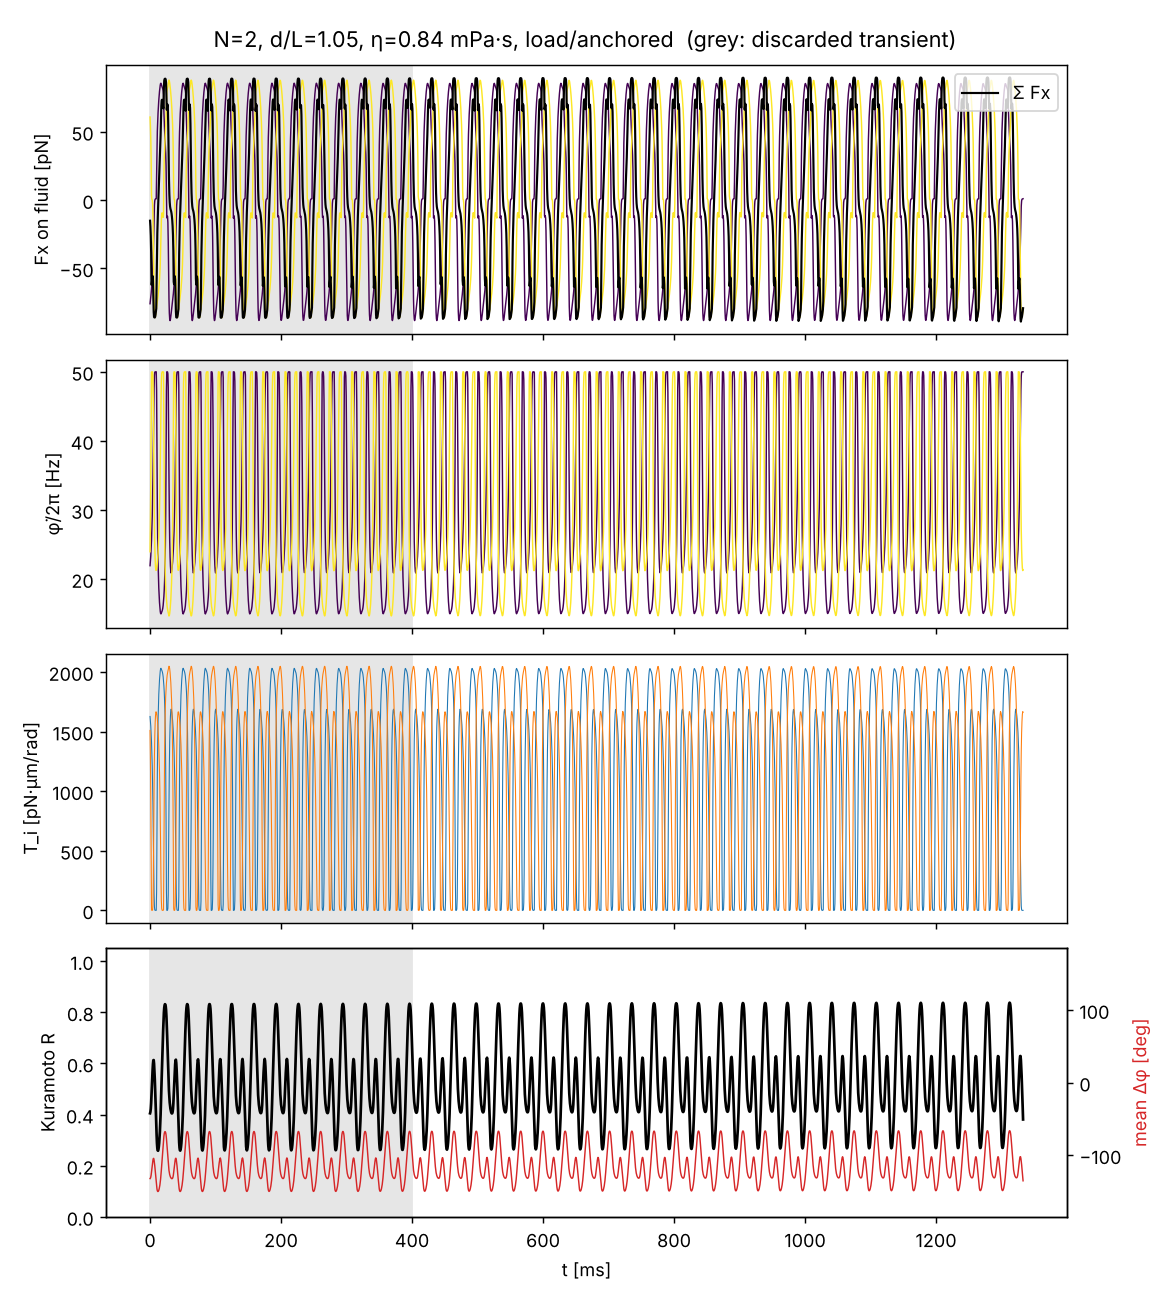 N=2, d/L=1.05, η=0.84 mPa·s, load/anchored  (grey: discarded transient)
Σ Fx
Fx on fluid [pN]
50
0
−50
φ̇/2π [Hz]
50
40
30
20
T_i [pN·μm/rad]
2000
1500
1000
500
0
Kuramoto R
1.0
0.8
0.6
0.4
0.2
0.0
mean Δφ [deg]
100
0
−100
0 200 400 600 800 1000 1200
t [ms]